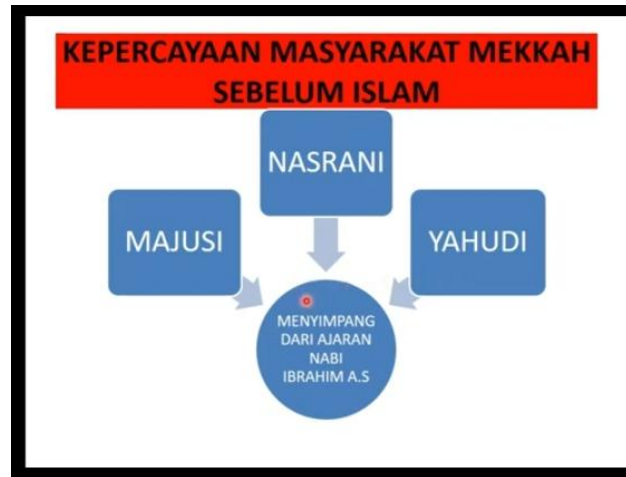 KEPERCAYAAN MASYARAKAT MEKKAH
SEBELUM ISLAM
NASRANI
MAJUSI
YAHUDI
MENYIMPANG
DARI AJARAN
NABI
IBRAHIM A.S